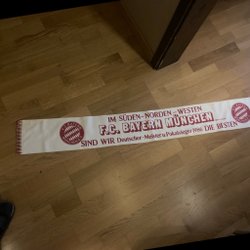 IM SÜDEN-NORDEN-WESTEN
F.C. BAYERN MÜNCHEN
SIND WIR Deutscher-Meister u Pokalsieger 1986 DIE BESTEN